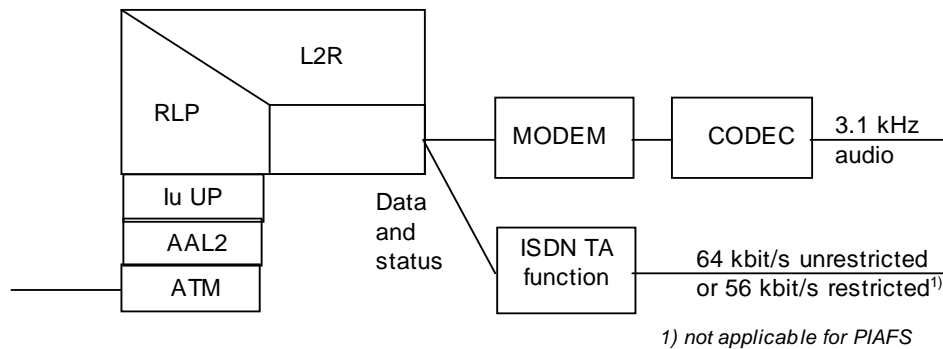 L2R
RLP
MODEM
CODEC
3.1 kHz
audio
Iu UP
AAL2
ATM
Data
and
status
ISDN TA
function
64 kbit/s unrestricted
or 56 kbit/s restricted1)
1) not applicable for PIAFS